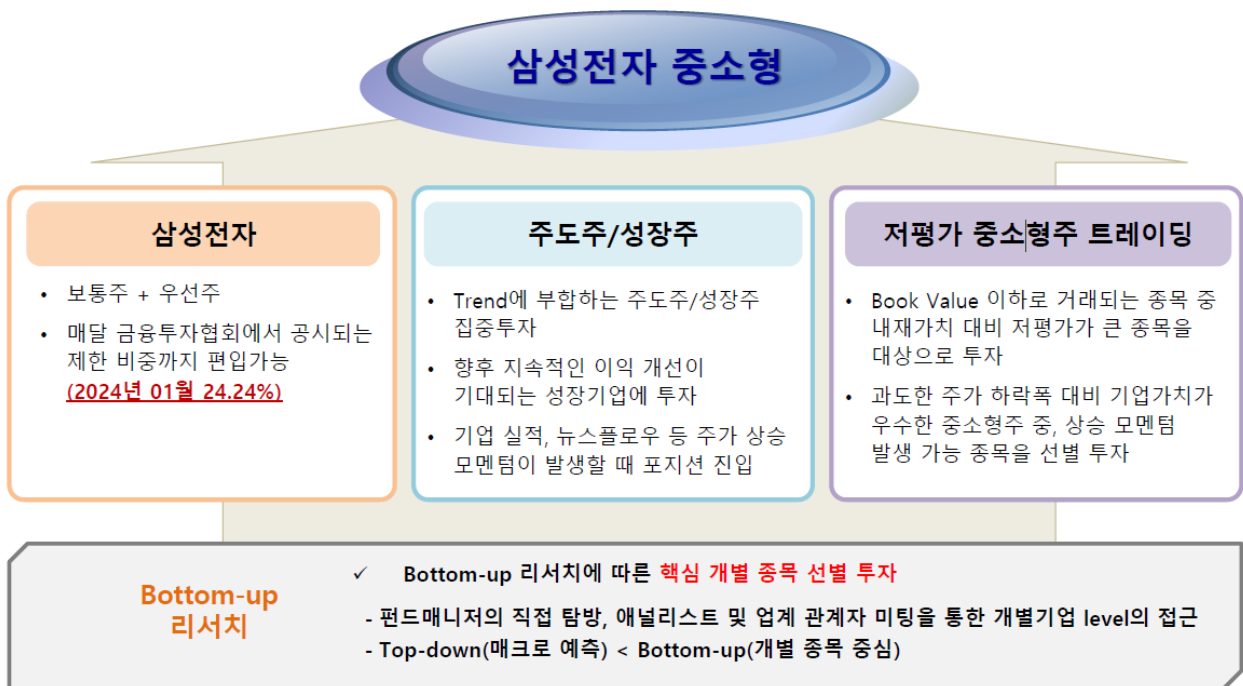 삼성전자 중소형
삼성전자
• 보통주 + 우선주
• 매달 금융투자협회에서 공시되는
제한 비중까지 편입가능
(2024년 01월 24.24%)
주도주/성장주
• Trend에 부합하는 주도주/성장주
집중투자
• 향후 지속적인 이익 개선이
기대되는 성장기업에 투자
• 기업 실적, 뉴스플로우 등 주가 상승
모멘텀이 발생할 때 포지션 진입
저평가 중소형주 트레이딩
• Book Value 이하로 거래되는 종목 중
내재가치 대비 저평가가 큰 종목을
대상으로 투자
• 과도한 주가 하락폭 대비 기업가치가
우수한 중소형주 중, 상승 모멘텀
발생 가능 종목을 선별 투자
Bottom-up
리서치
✓ Bottom-up 리서치에 따른 핵심 개별 종목 선별 투자
- 펀드매니저의 직접 탐방, 애널리스트 및 업계 관계자 미팅을 통한 개별기업 level의 접근
- Top-down(매크로 예측) < Bottom-up(개별 종목 중심)